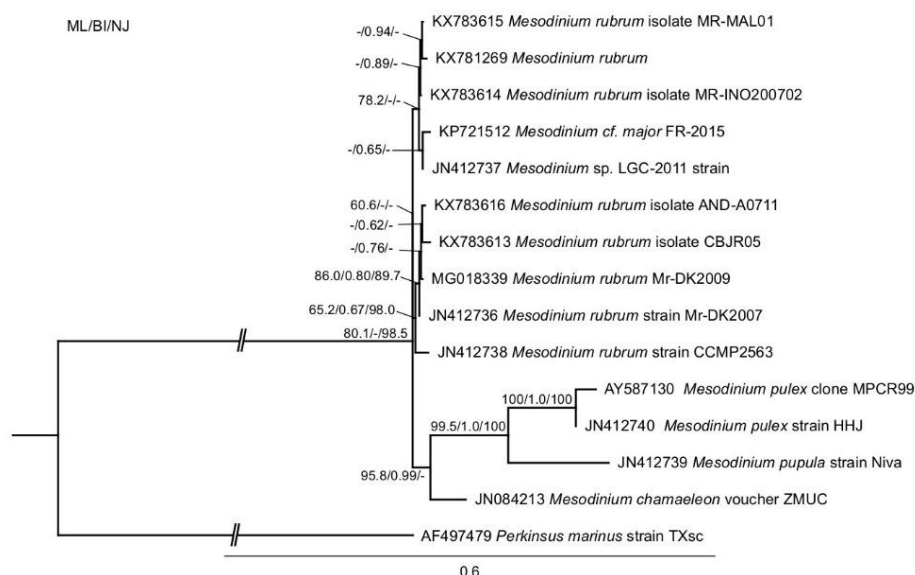 ML/BI/NJ
KX783615 Mesodinium rubrum isolate MR-MAL01
-/0.94/-
KX781269 Mesodinium rubrum
-/0.89/-
KX783614 Mesodinium rubrum isolate MR-INO200702
78.2/-/-
KP721512 Mesodinium cf. major FR-2015
-/0.65/-
JN412737 Mesodinium sp. LGC-2011 strain
60.6/-/-
KX783616 Mesodinium rubrum isolate AND-A0711
-/0.62/-
KX783613 Mesodinium rubrum isolate CBJR05
-/0.76/-
86.0/0.80/89.7
MG018339 Mesodinium rubrum Mr-DK2009
65.2/0.67/98.0
JN412736 Mesodinium rubrum strain Mr-DK2007
80.1/-/98.5
JN412738 Mesodinium rubrum strain CCMP2563
AY587130 Mesodinium pulex clone MPCR99
100/1.0/100
JN412740 Mesodinium pulex strain HHJ
99.5/1.0/100
JN412739 Mesodinium pupula strain Niva
95.8/0.99/-
JN084213 Mesodinium chamaeleon voucher ZMUC
AF497479 Perkinsus marinus strain TXsc
0.6